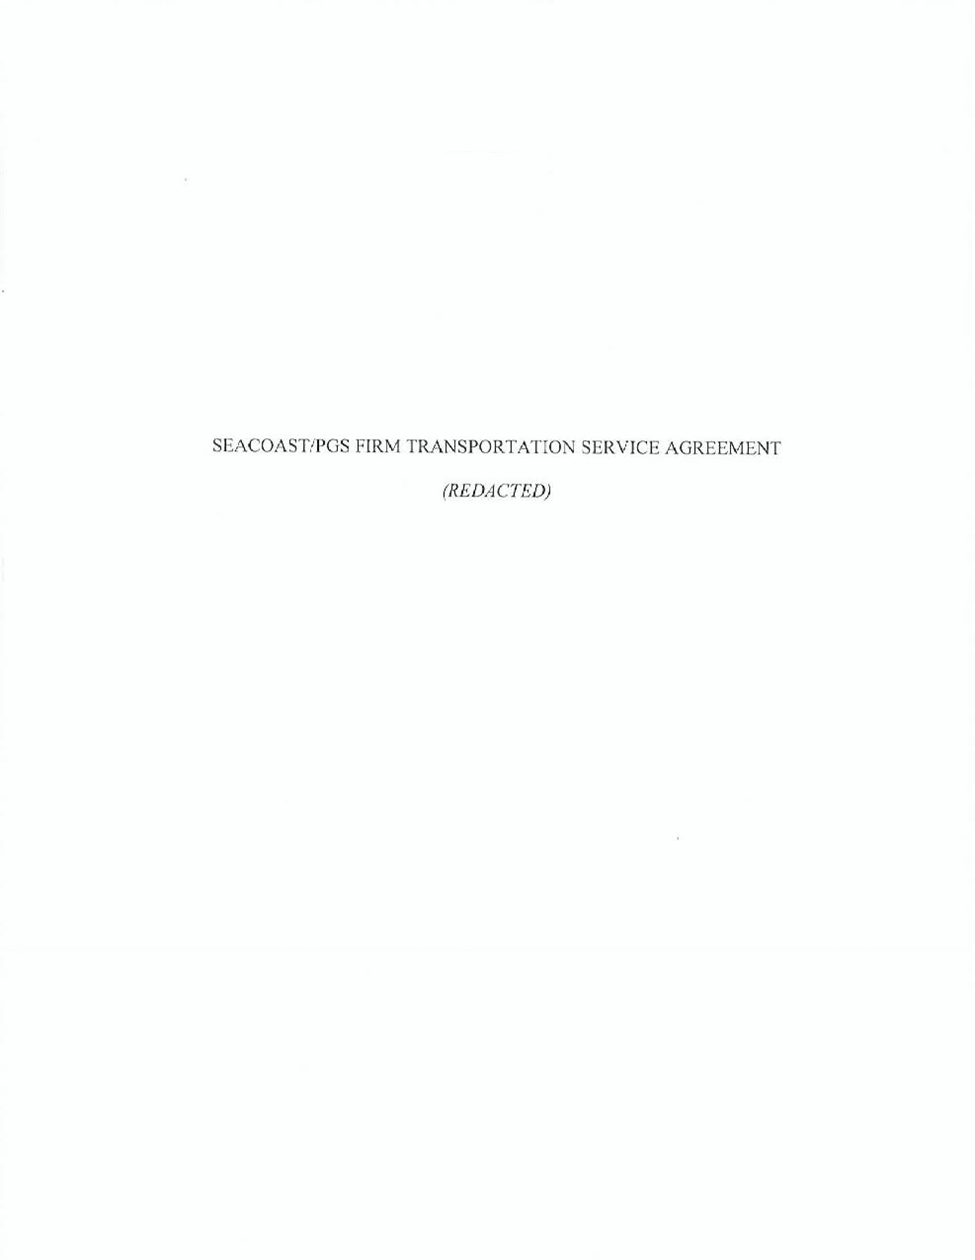 SEACOAST/PGS FIRM TRANSPORTATION SERVICE AGREEMENT
(REDACTED)